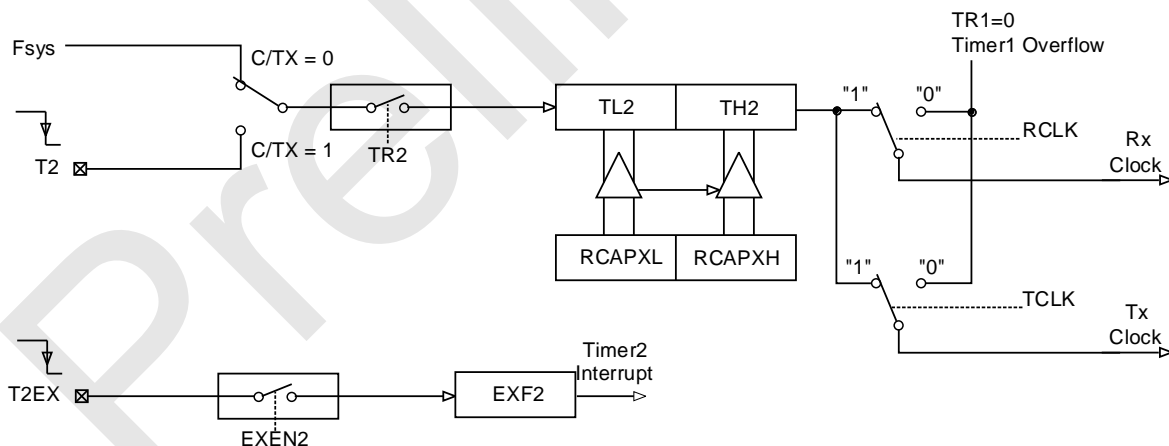 TR1=0
Timer1 Overflow
Fsys
C/TX = 0
TL2
TH2
"1"
"0"
RCLK
Rx
Clock
T2
C/TX = 1
TR2
RCAPXL
RCAPXH
"1"
"0"
TCLK
Tx
Clock
Timer2
Interrupt
T2EX
EXF2
EXEN2
Prelin